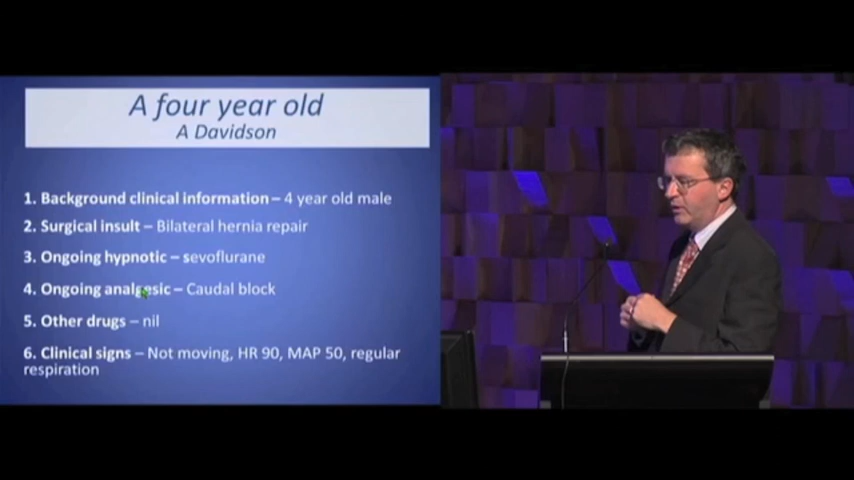 A four year old
A Davidson
1. Background clinical information – 4 year old male
2. Surgical insult – Bilateral hernia repair
3. Ongoing hypnotic – sevoflurane
4. Ongoing analgesic – Caudal block
5. Other drugs – nil
6. Clinical signs – Not moving, HR 90, MAP 50, regular
respiration